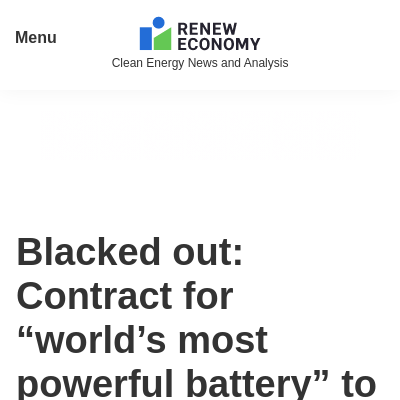 Menu
RENEW
ECONOMY
Clean Energy News and Analysis
Blacked out:
Contract for
“world’s most
powerful battery” to